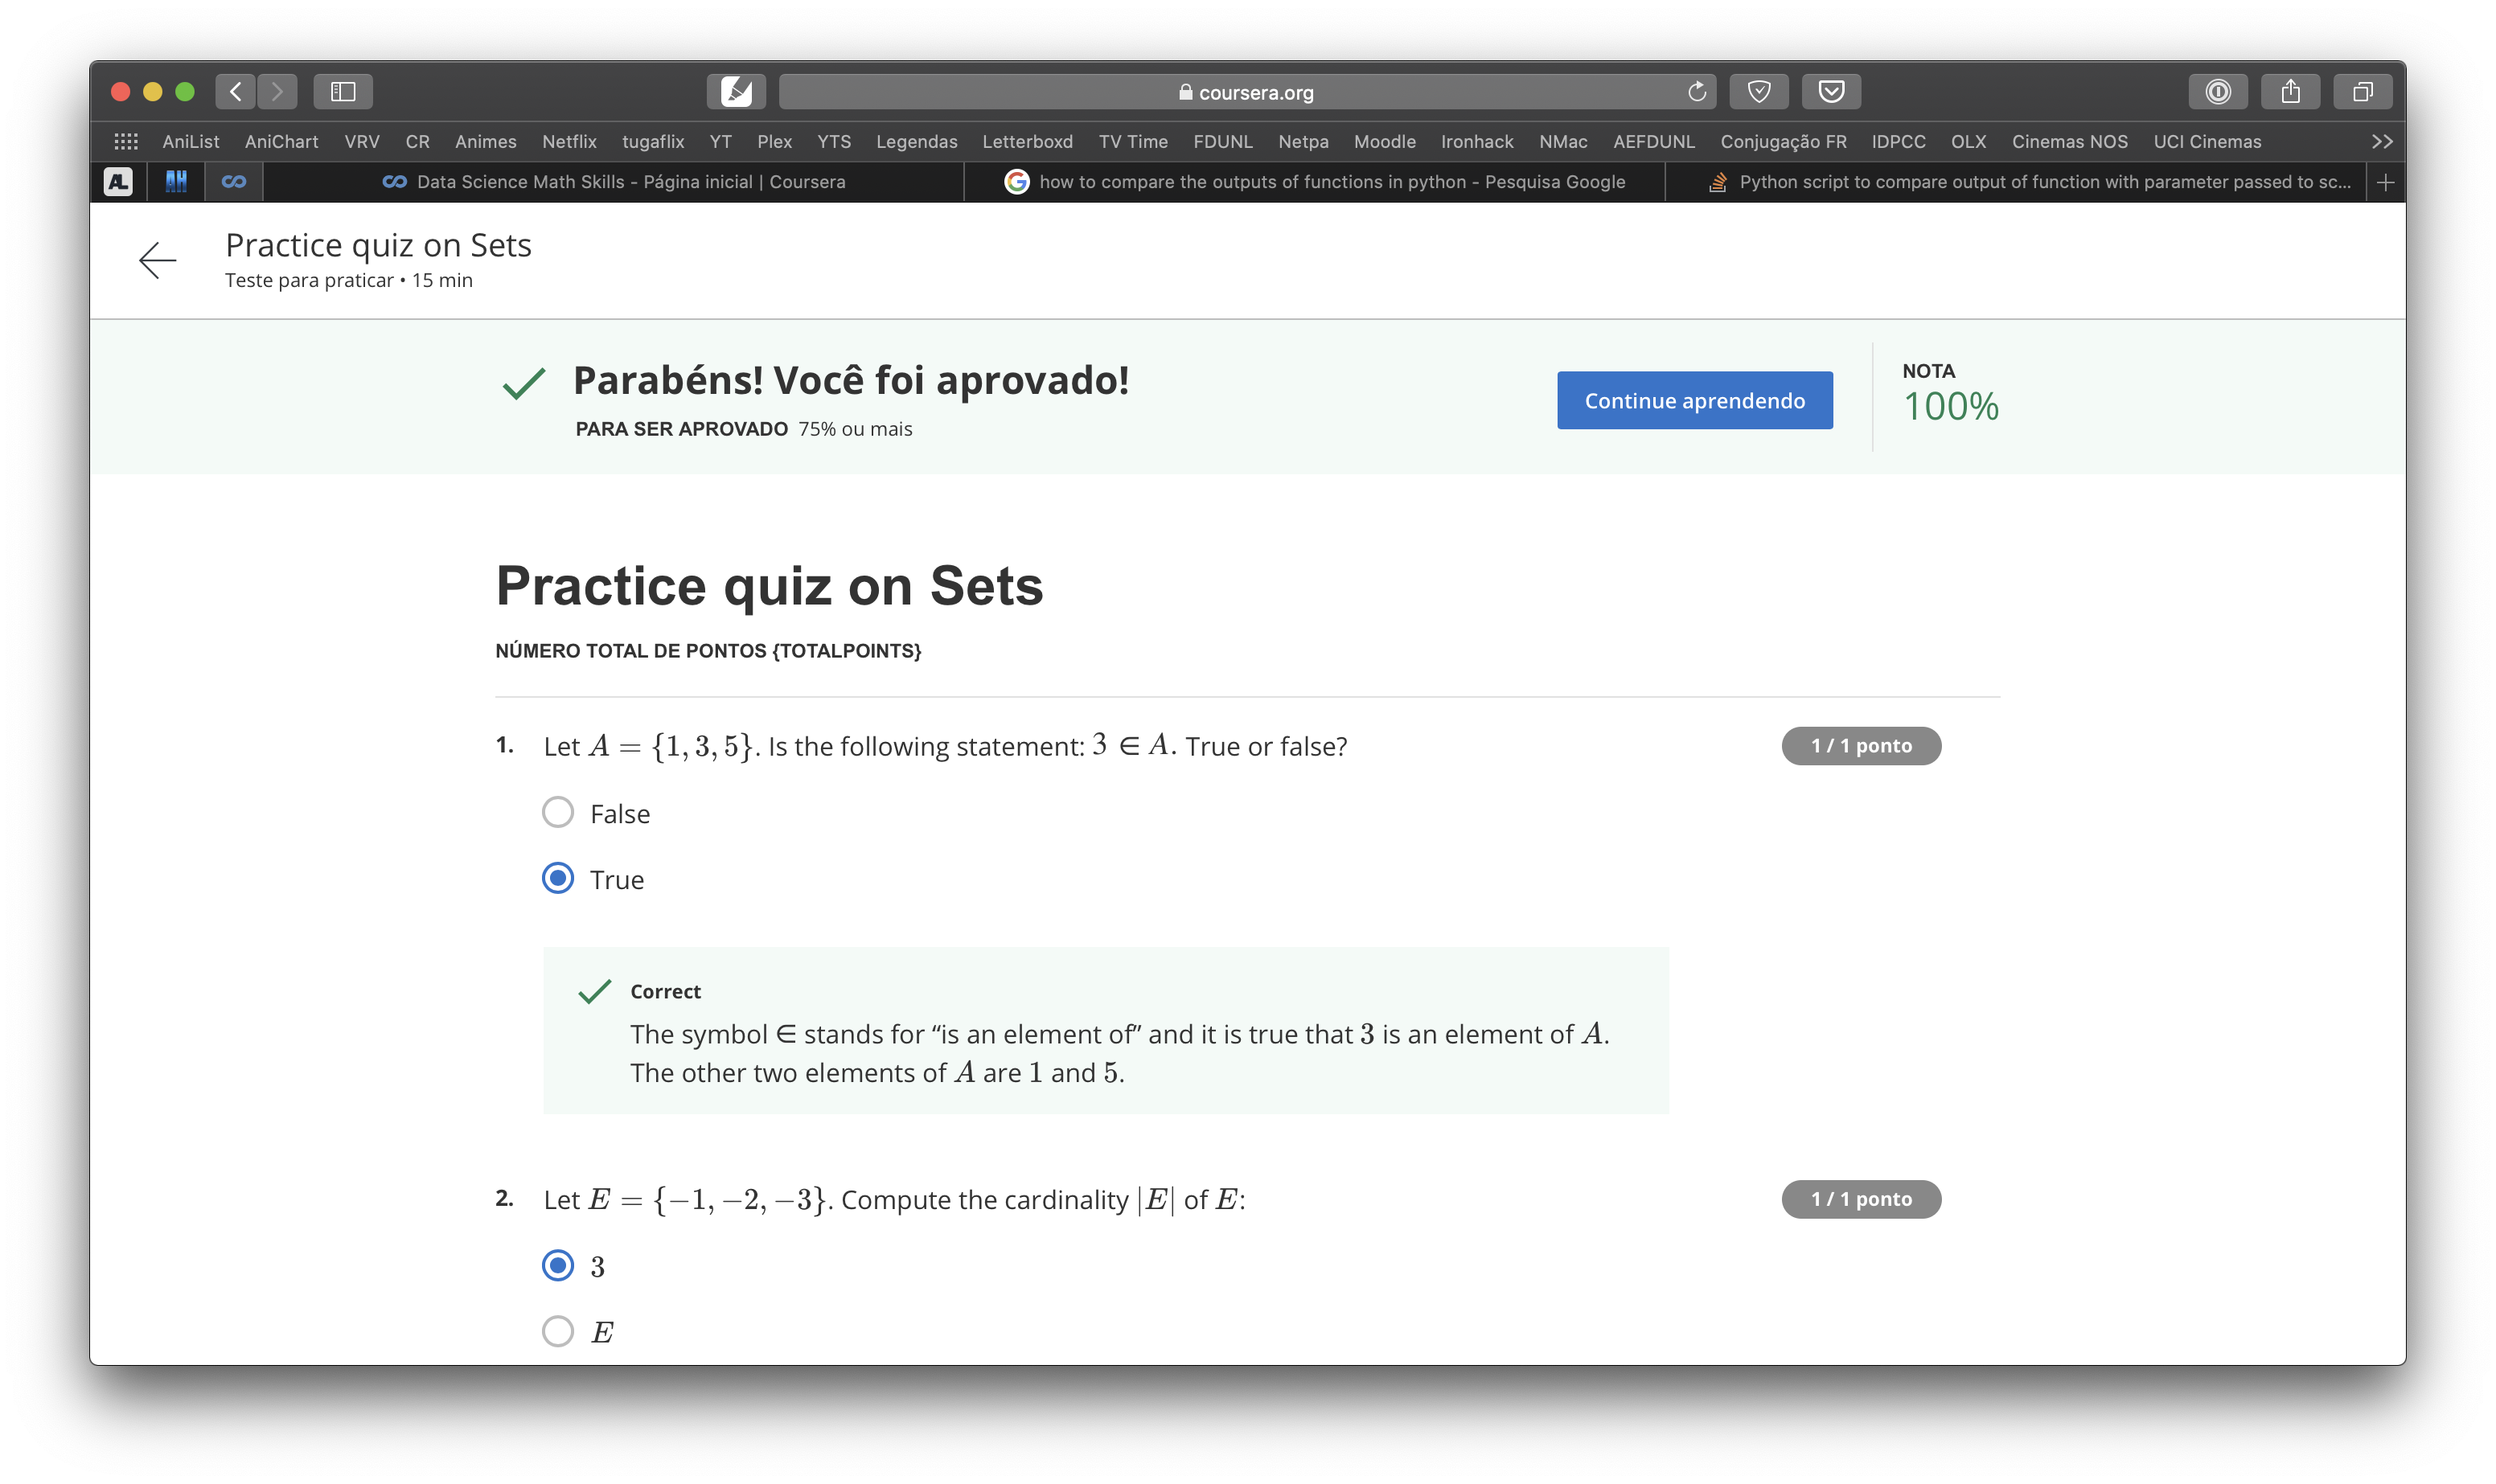 coursera.org
AniList AniChart VRV CR Animes Netflix tugaflix YT Plex YTS Legendas Letterboxd TV Time FDUNL Netpa Moodle Ironhack NMac AEFDUNL Conjugação FR IDPCC OLX Cinemas NOS UCI Cinemas >>
AL AH Data Science Math Skills - Página inicial | Coursera how to compare the outputs of functions in python - Pesquisa Google Python script to compare output of function with parameter passed to sc...
Practice quiz on Sets
Teste para praticar • 15 min
Parabéns! Você foi aprovado!
PARA SER APROVADO 75% ou mais
Continue aprendendo
NOTA
100%
Practice quiz on Sets
NÚMERO TOTAL DE PONTOS {TOTALPOINTS}
1. Let A = {1, 3, 5}. Is the following statement: 3 ∈ A. True or false?
1 / 1 ponto
False
True
Correct
The symbol ∈ stands for “is an element of” and it is true that 3 is an element of A.
The other two elements of A are 1 and 5.
2. Let E = {−1, −2, −3}. Compute the cardinality |E| of E:
1 / 1 ponto
3
E